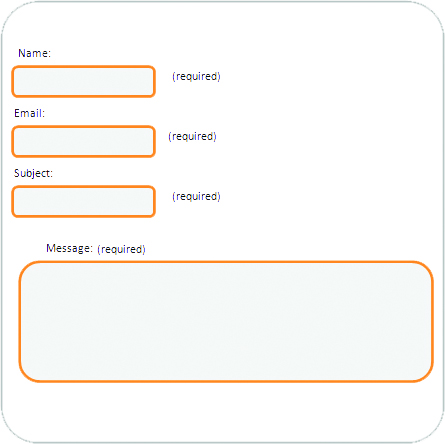 Name:
(required)
Email:
(required)
Subject:
(required)
Message: (required)